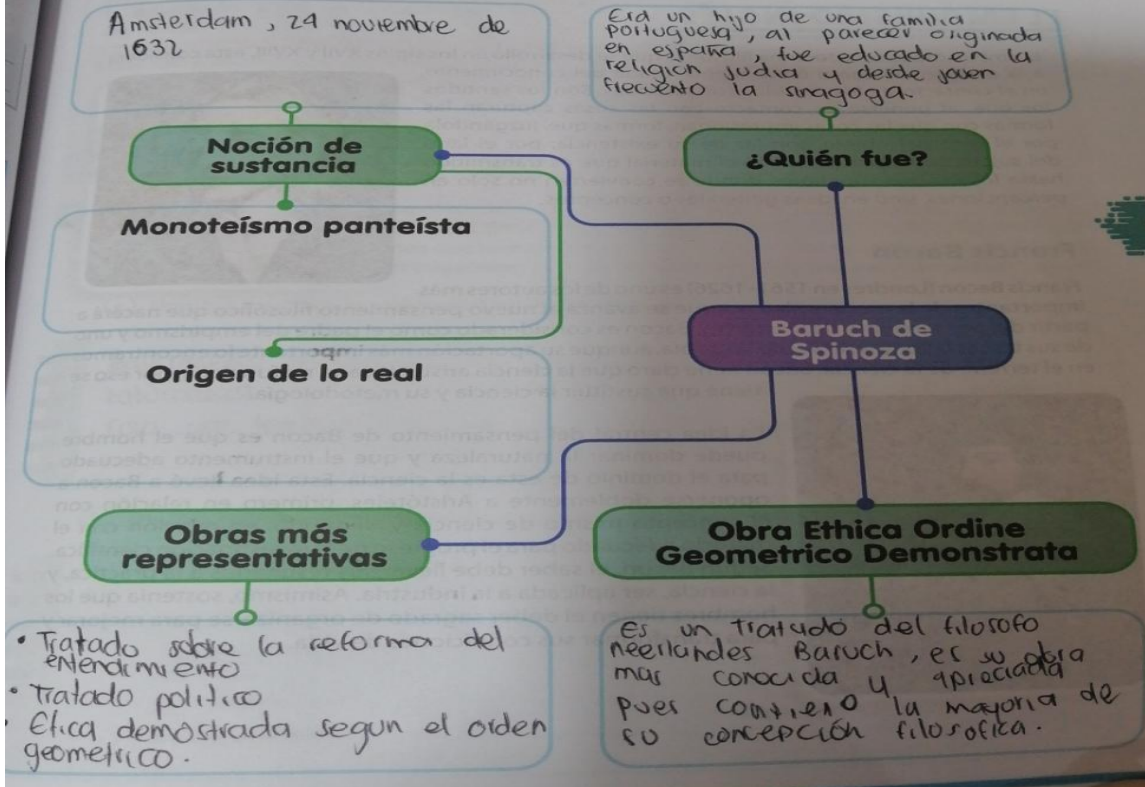 Amsterdam, 24 noviembre de
1632
Era un hijo de una familia
portuguesa, al parecer originada
en españa, fue educado en la
religion judia y desde joven
frecuento la sinagoga.
Noción de
sustancia
¿Quién fue?
Monoteísmo panteísta
Baruch de
Spinoza
Origen de lo real
Obras más
representativas
Obra Ethica Ordine
Geometrico Demonstrata
• Tratado sobre la reforma del
entendimiento
• Tratado politico
• Etica demostrada segun el orden
geometrico.
Es un tratado del filosofo
neerlandes Baruch, es su obra
mas conocida y apreciada
pues contiene la mayoria de
su concepción filosofica.